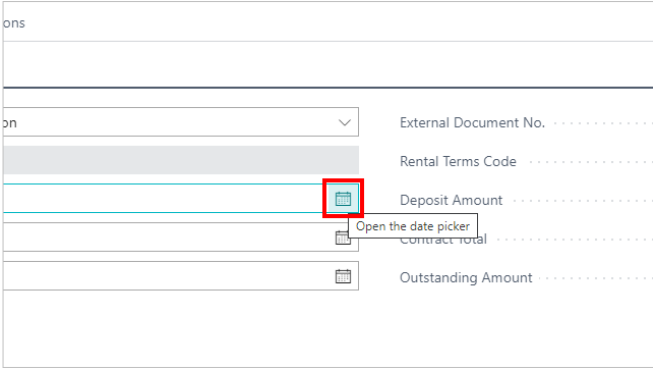 ons
on
External Document No.
Rental Terms Code
Deposit Amount
Open the date picker
Contract Total
Outstanding Amount